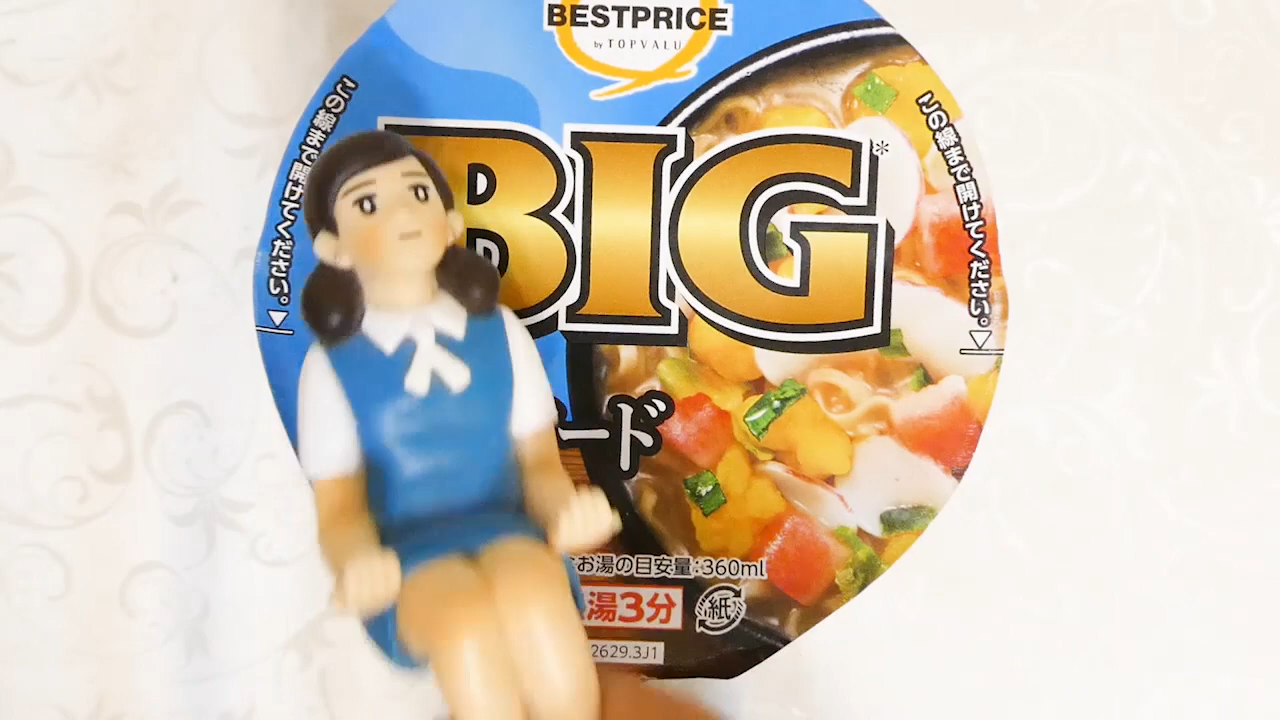 BESTPRICE
by TOPVALU
BIG*
この線まで開けてください。
この線まで開けてください。
ード
お湯の目安量:360ml
湯3分
紙
2629.3J1